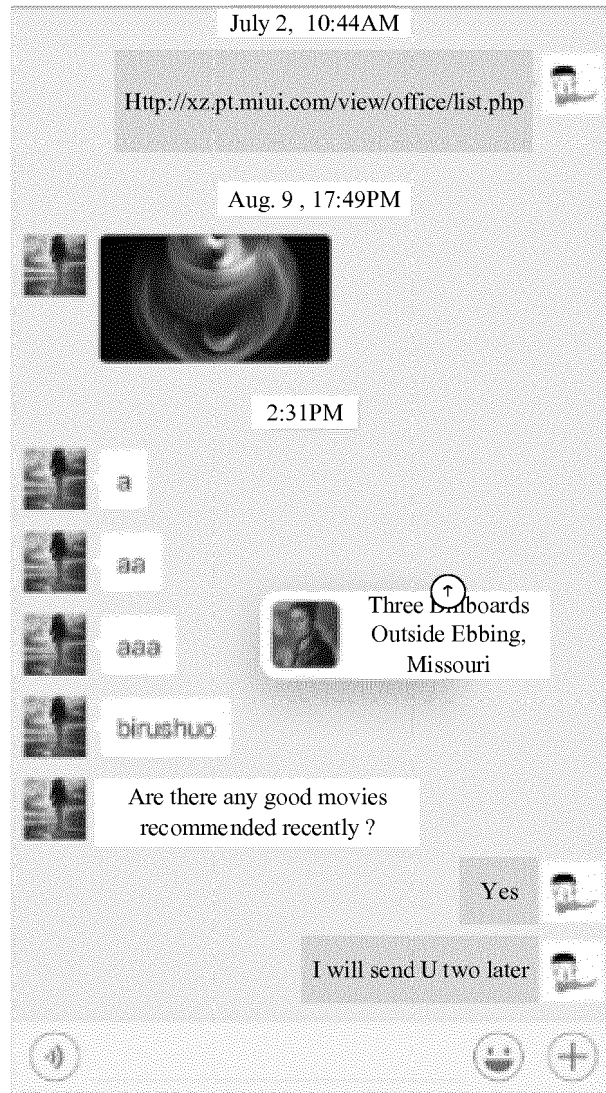 July 2, 10:44AM
Http://xz.pt.miui.com/view/office/list.php
Aug. 9 , 17:49PM
2:31PM
a
aa
aaa
Three Billboards
Outside Ebbing,
Missouri
birushuo
Are there any good movies
recommended recently ?
Yes
I will send U two later